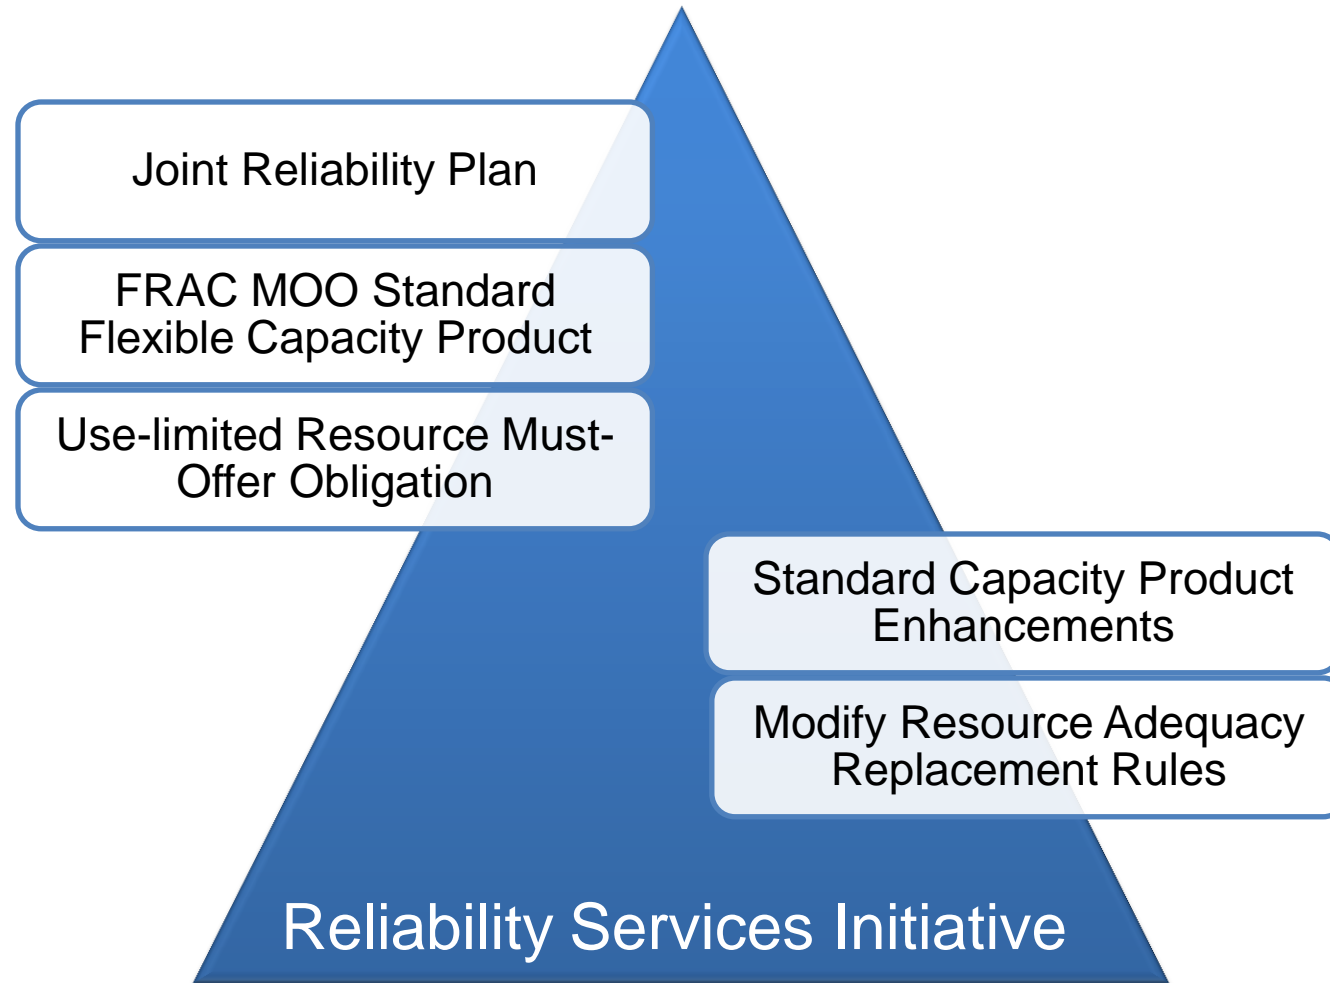 Joint Reliability Plan
FRAC MOO Standard
Flexible Capacity Product
Use-limited Resource Must-
Offer Obligation
Standard Capacity Product
Enhancements
Modify Resource Adequacy
Replacement Rules
Reliability Services Initiative